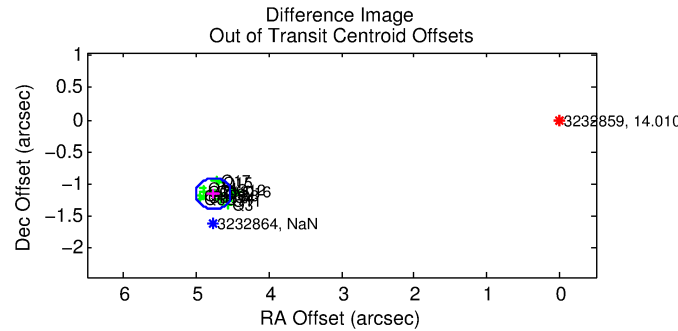 Difference Image
Out of Transit Centroid Offsets
1
0.5
0
−0.5
−1
−1.5
−2
Dec Offset (arcsec)
3232859, 14.010
Q17
3232864, NaN
6
5
4
3
2
1
0
RA Offset (arcsec)